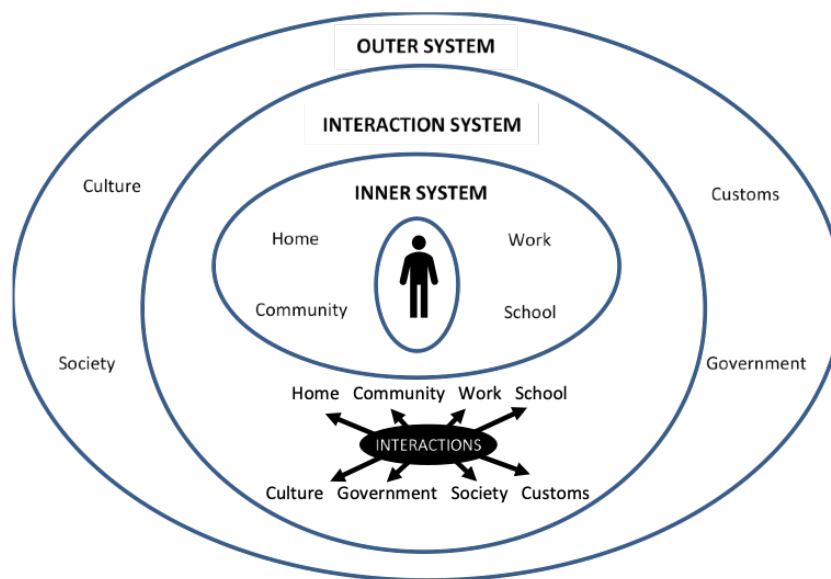 OUTER SYSTEM
INTERACTION SYSTEM
Culture
INNER SYSTEM
Customs
Home
Work
Community
School
Society
Government
Home Community Work School
INTERACTIONS
Culture Government Society Customs